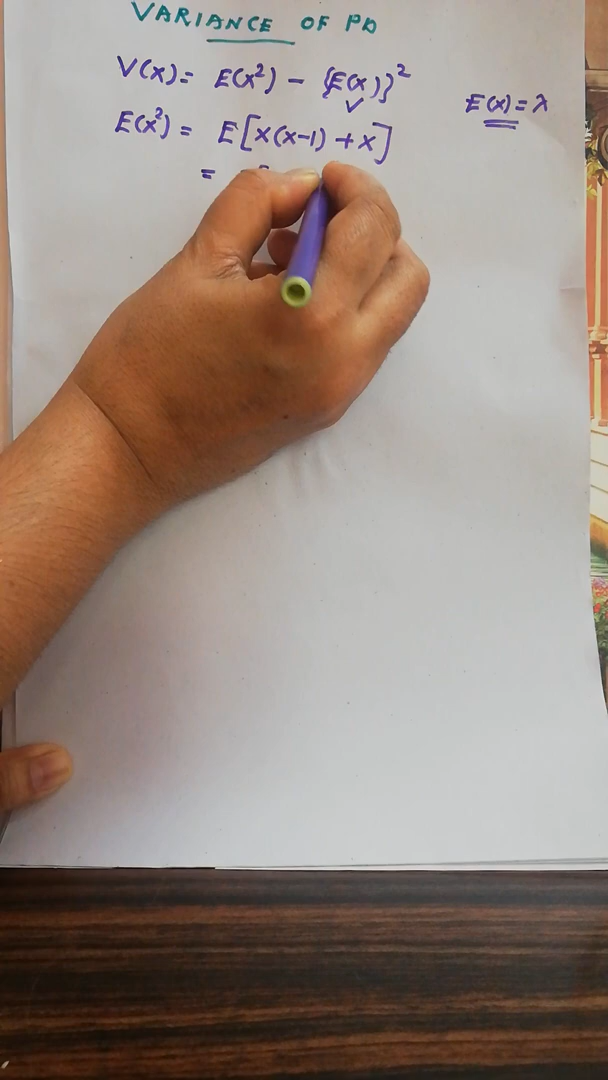 VARIANCE OF PD
V(x) = E(x²) - {E(x)}²
E(x) = λ
E(x²) = E[x(x-1) + x]
=